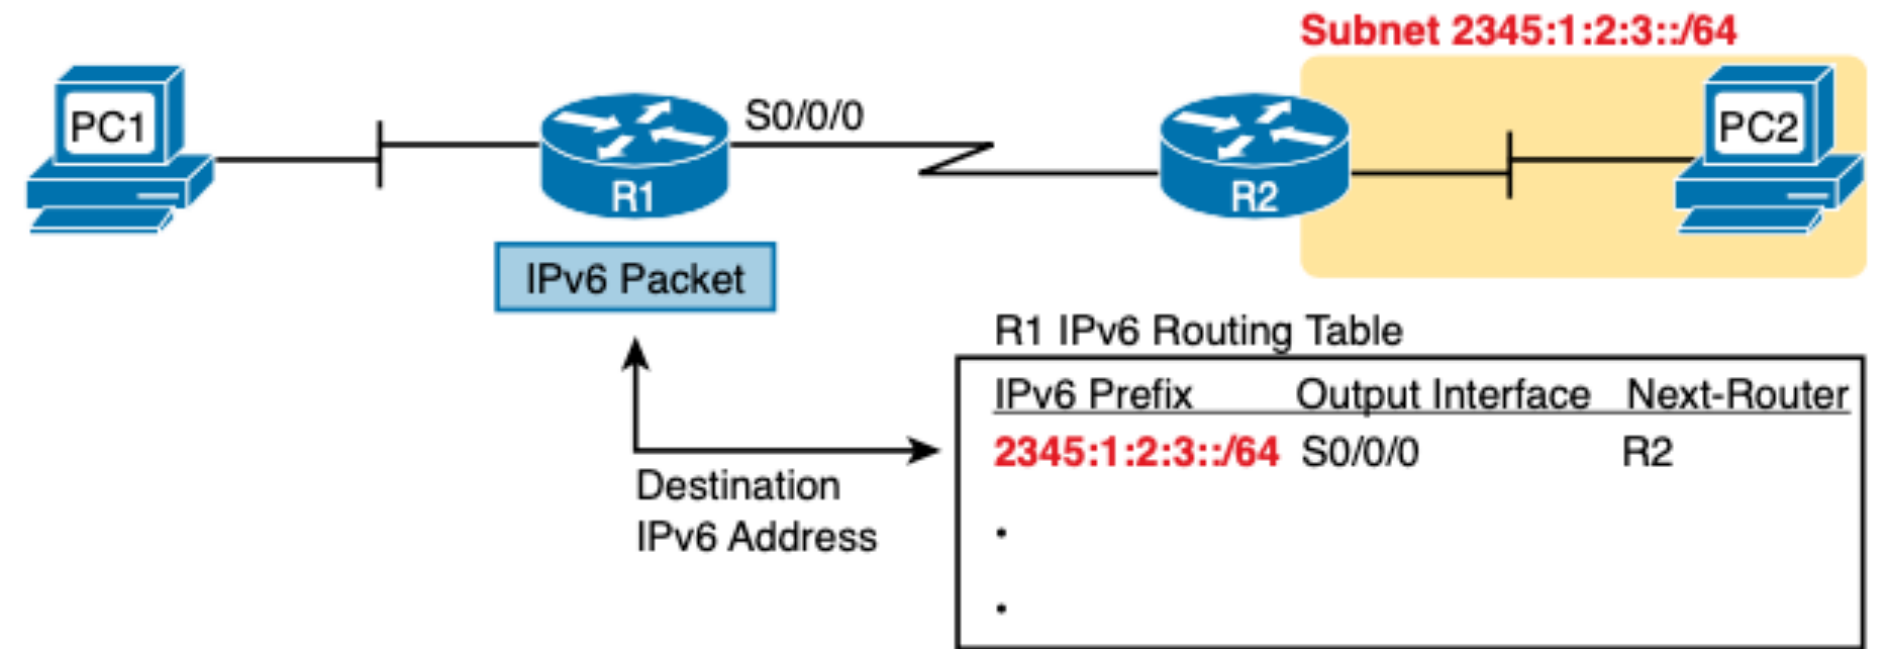 Subnet 2345:1:2:3::/64
PC1
S0/0/0
PC2
R1
R2
IPv6 Packet
R1 IPv6 Routing Table
IPv6 Prefix Output Interface Next-Router
2345:1:2:3::/64 S0/0/0 R2
Destination
IPv6 Address
.
.